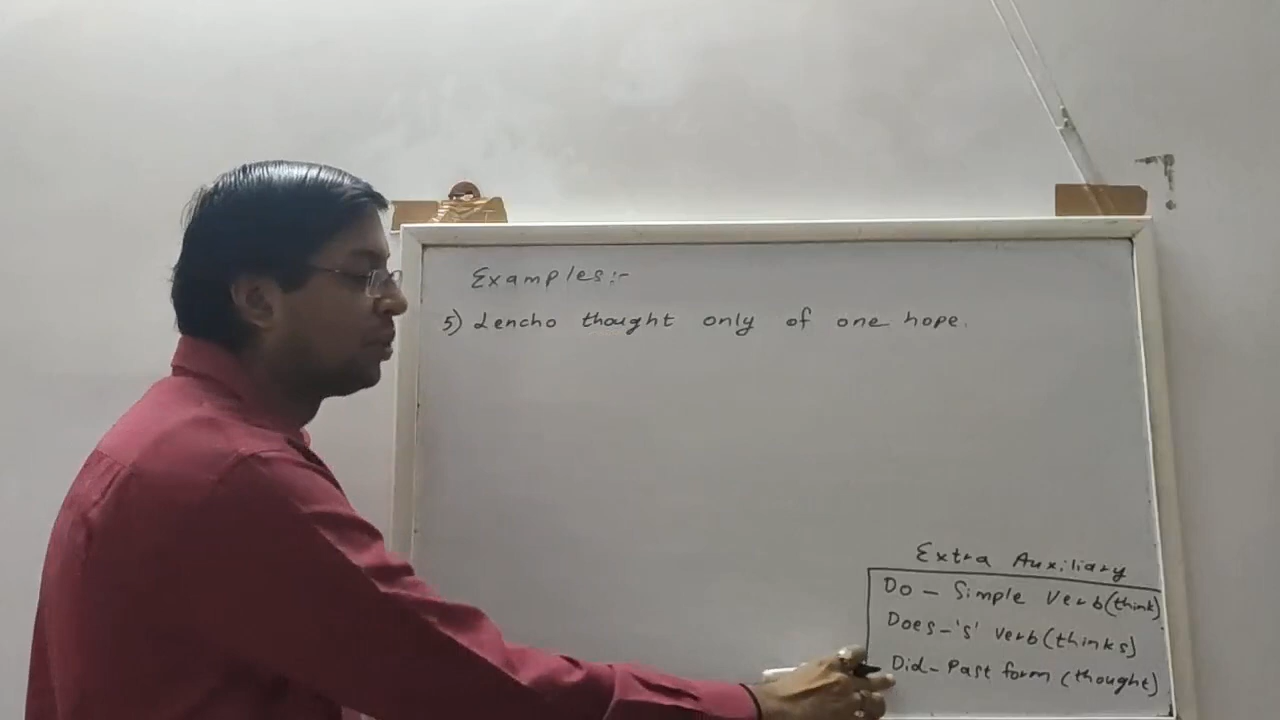 Examples:-
5) Lencho thought only of one hope.
Extra Auxiliary
Do - Simple Verb (think)
Does - 's' verb (thinks)
Did - Past form (thought)